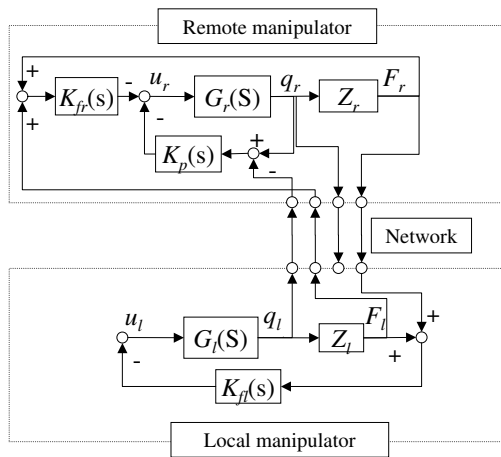 Remote manipulator
+ K_fr(s) - u_r G_r(S) q_r Z_r F_r
+ - K_p(s) + -
Network
u_l G_l(S) q_l Z_l F_l + +
- K_fl(s)
Local manipulator